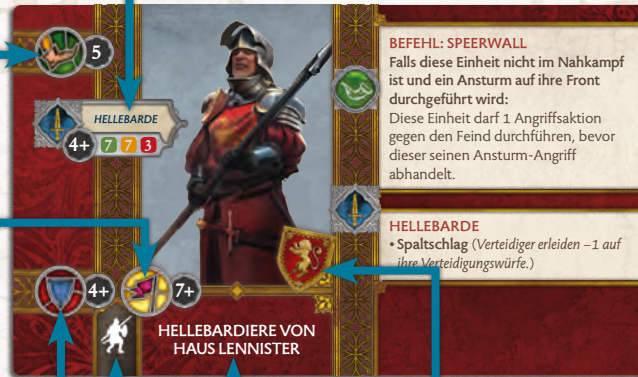 5
HELLEBARDE
4+ 7 7 3
4+ 7+
HELLEBARDIERE VON
HAUS LENNISTER
BEFEHL: SPEERWALL
Falls diese Einheit nicht im Nahkampf
ist und ein Ansturm auf ihre Front
durchgeführt wird:
Diese Einheit darf 1 Angriffsaktion
gegen den Feind durchführen, bevor
dieser seinen Ansturm-Angriff
abhandelt.
HELLEBARDE
• Spaltschlag (Verteidiger erleiden –1 auf
ihre Verteidigungswürfe.)